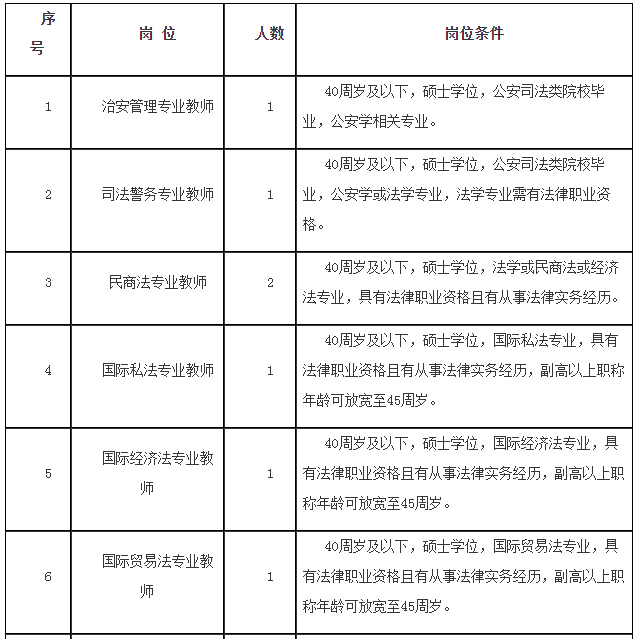 序号 岗 位 人数 岗位条件
1 治安管理专业教师 1 40周岁及以下，硕士学位，公安司法类院校毕
业，公安学相关专业。
2 司法警务专业教师 1 40周岁及以下，硕士学位，公安司法类院校毕
业，公安学或法学专业，法学专业需有法律职业资
格。
3 民商法专业教师 2 40周岁及以下，硕士学位，法学或民商法或经济
法专业，具有法律职业资格且有从事法律实务经历。
4 国际私法专业教师 1 40周岁及以下，硕士学位，国际私法专业，具有
法律职业资格且有从事法律实务经历，副高以上职称
年龄可放宽至45周岁。
5 国际经济法专业教师 1 40周岁及以下，硕士学位，国际经济法专业，具
有法律职业资格且有从事法律实务经历，副高以上职
称年龄可放宽至45周岁。
6 国际贸易法专业教师 1 40周岁及以下，硕士学位，国际贸易法专业，具
有法律职业资格且有从事法律实务经历，副高以上职
称年龄可放宽至45周岁。